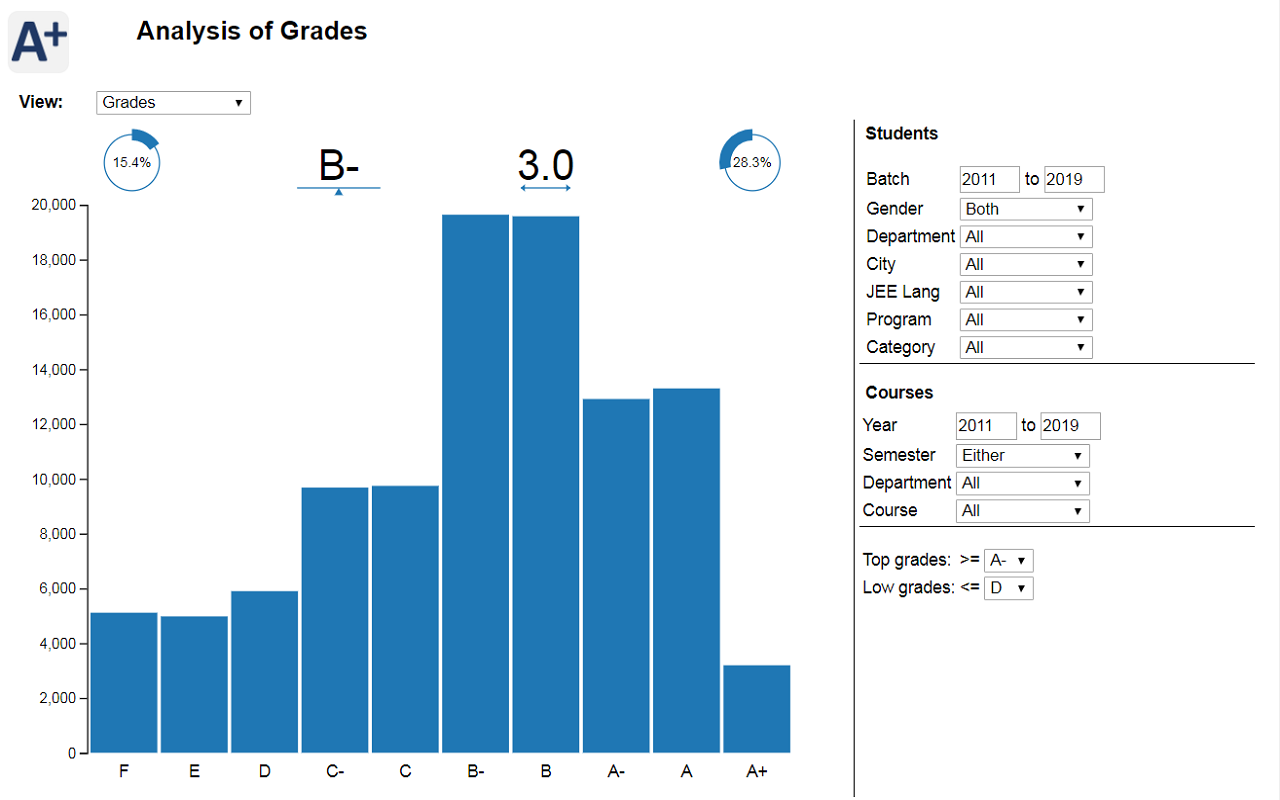 A+
Analysis of Grades
View: Grades
15.4%
B-
3.0
28.3%
20,000
18,000
16,000
14,000
12,000
10,000
8,000
6,000
4,000
2,000
0
F E D C- C B- B A- A A+
Students
Batch 2011 to 2019
Gender Both
Department All
City All
JEE Lang All
Program All
Category All
Courses
Year 2011 to 2019
Semester Either
Department All
Course All
Top grades: >= A-
Low grades: <= D